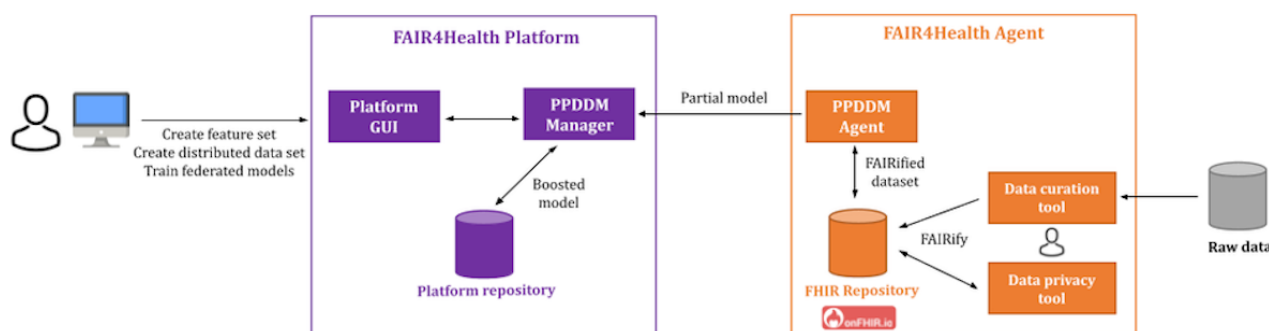 FAIR4Health Platform
FAIR4Health Agent
Platform
GUI
PPDDM
Manager
Partial model
PPDDM
Agent
Create feature set
Create distributed data set
Train federated models
FAIRified
dataset
Boosted
model
Data curation
tool
FAIRify
Raw data
Data privacy
tool
Platform repository
FHIR Repository
onFHIR.io